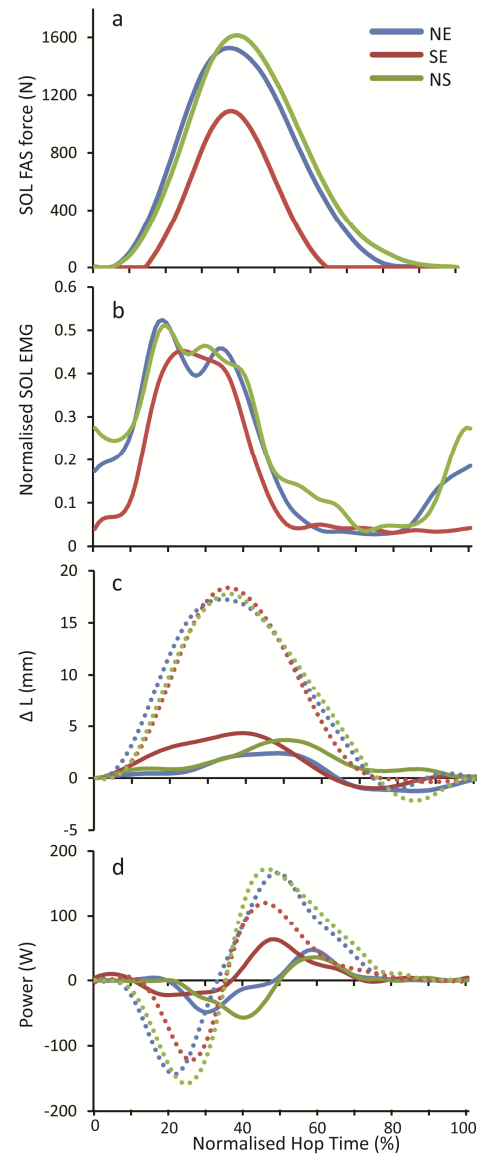 a
NE
SE
NS
SOL FAS force (N)
1600
1200
800
400
0
b
Normalised SOL EMG
0.6
0.5
0.4
0.3
0.2
0.1
0
c
Δ L (mm)
20
15
10
5
0
-5
d
Power (W)
200
100
0
-100
-200
0 20 40 60 80 100
Normalised Hop Time (%)